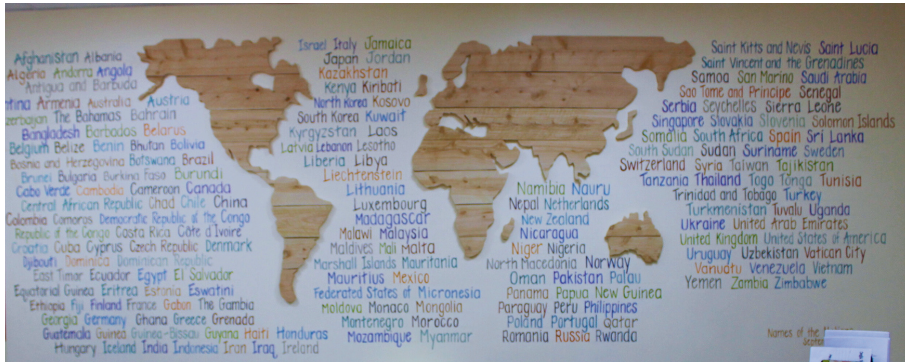 Afghanistan Albania
Algeria Andorra Angola
Antigua and Barbuda
ntina Armenia Australia Austria
zerbaijan The Bahamas Bahrain
Bangladesh Barbados Belarus
Belgium Belize Benin Bhutan Bolivia
Bosnia and Herzegovina Botswana Brazil
Brunei Bulgaria Burkina Faso Burundi
Cabo Verde Cambodia Cameroon Canada
Central African Republic Chad Chile China
Colombia Comoros Democratic Republic of the Congo
Republic of the Congo Costa Rica Côte d'Ivoire
Croatia Cuba Cyprus Czech Republic Denmark
Djibouti Dominica Dominican Republic
East Timor Ecuador Egypt El Salvador
Equatorial Guinea Eritrea Estonia Eswatini
Ethiopia Fiji Finland France Gabon The Gambia
Georgia Germany Ghana Greece Grenada
Guatemala Guinea Guinea-Bissau Guyana Haiti Honduras
Hungary Iceland India Indonesia Iran Iraq Ireland
Israel Italy Jamaica
Japan Jordan
Kazakhstan
Kenya Kiribati
North Korea Kosovo
South Korea Kuwait
Kyrgyzstan Laos
Latvia Lebanon Lesotho
Liberia Libya
Liechtenstein
Lithuania
Luxembourg
Madagascar
Malawi Malaysia
Maldives Mali Malta
Marshall Islands Mauritania
Mauritius Mexico
Federated States of Micronesia
Moldova Monaco Mongolia
Montenegro Morocco
Mozambique Myanmar
Namibia Nauru
Nepal Netherlands
New Zealand
Nicaragua
Niger Nigeria
North Macedonia Norway
Oman Pakistan Palau
Panama Papua New Guinea
Paraguay Peru Philippines
Poland Portugal Qatar
Romania Russia Rwanda
Saint Kitts and Nevis Saint Lucia
Saint Vincent and the Grenadines
Samoa San Marino Saudi Arabia
Sao Tome and Principe Senegal
Serbia Seychelles Sierra Leone
Singapore Slovakia Slovenia Solomon Islands
Somalia South Africa Spain Sri Lanka
South Sudan Sudan Suriname Sweden
Switzerland Syria Taiwan Tajikistan
Tanzania Thailand Togo Tonga Tunisia
Trinidad and Tobago Turkey
Turkmenistan Tuvalu Uganda
Ukraine United Arab Emirates
United Kingdom United States of America
Uruguay Uzbekistan Vatican City
Vanuatu Venezuela Vietnam
Yemen Zambia Zimbabwe
Names of the